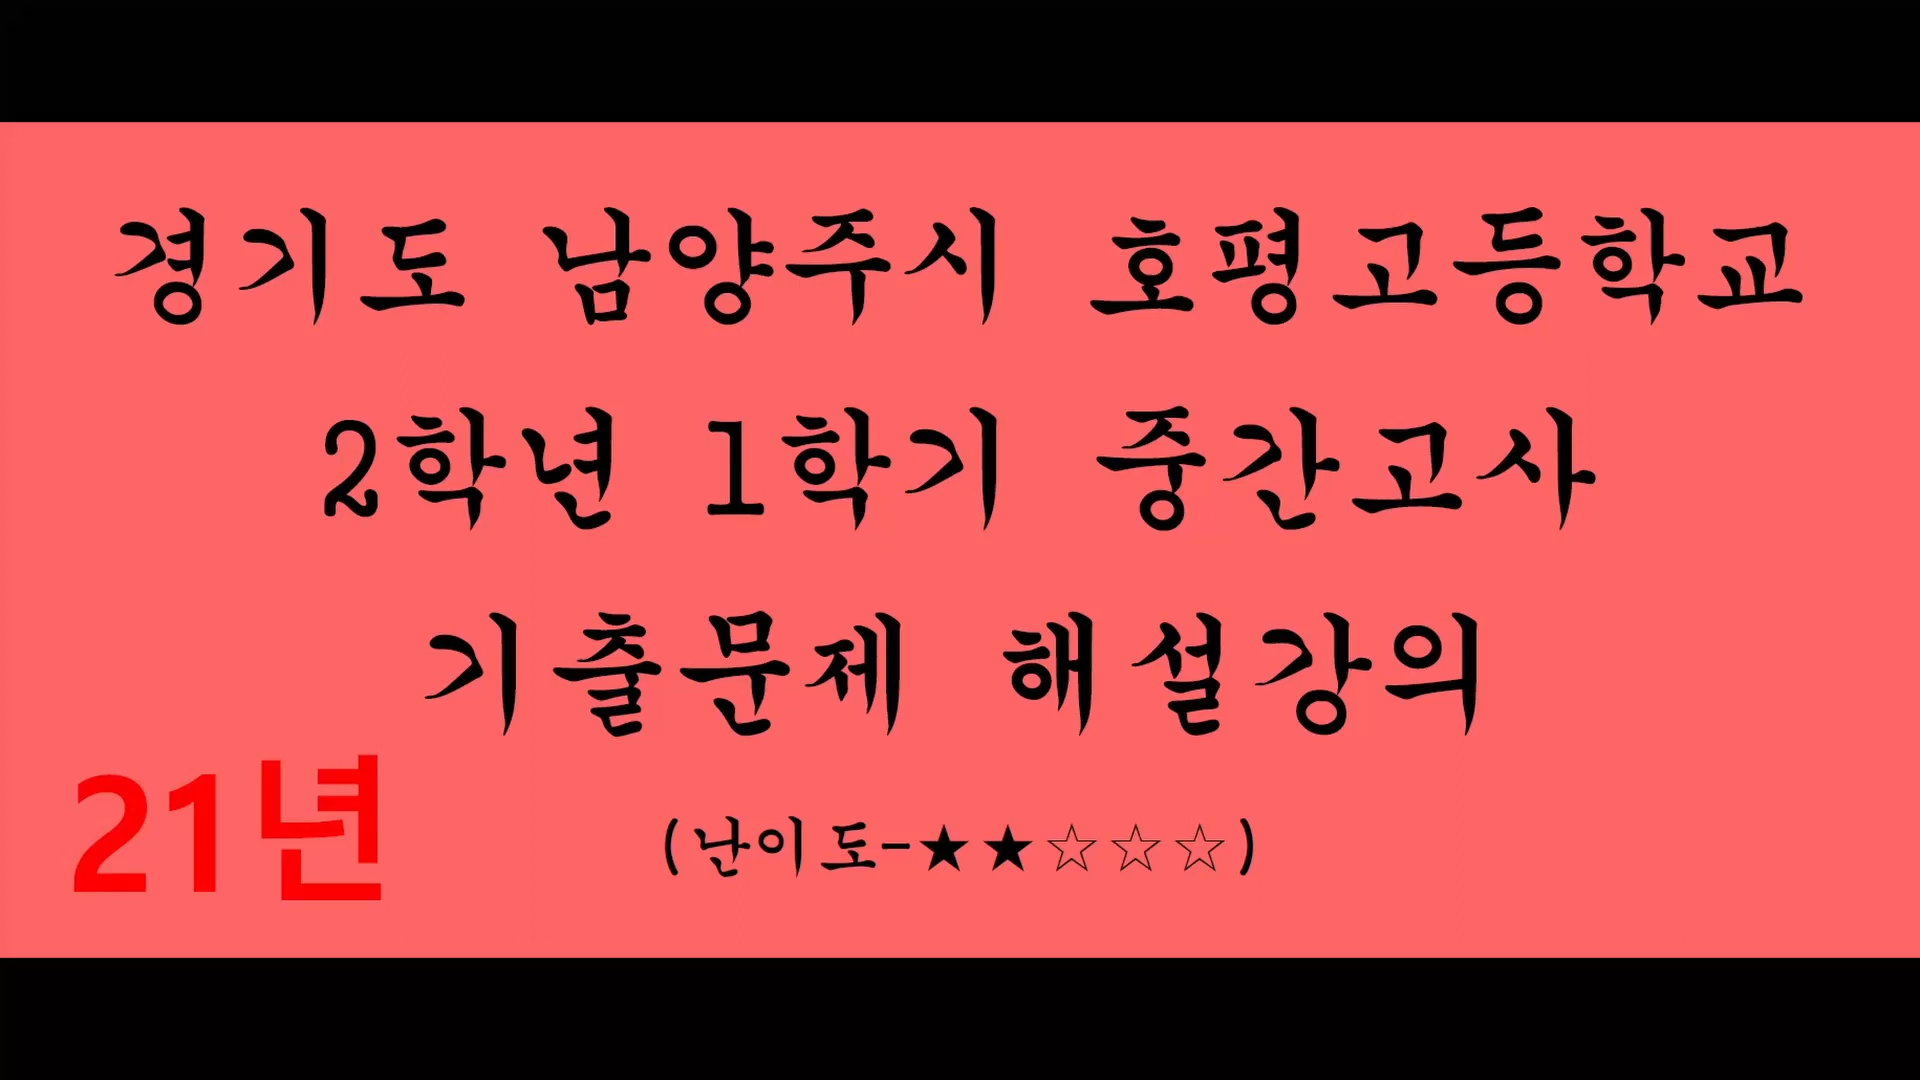 경기도 남양주시 호평고등학교
2학년 1학기 중간고사
기출문제 해설강의
21년
(난이도-★★☆☆☆)